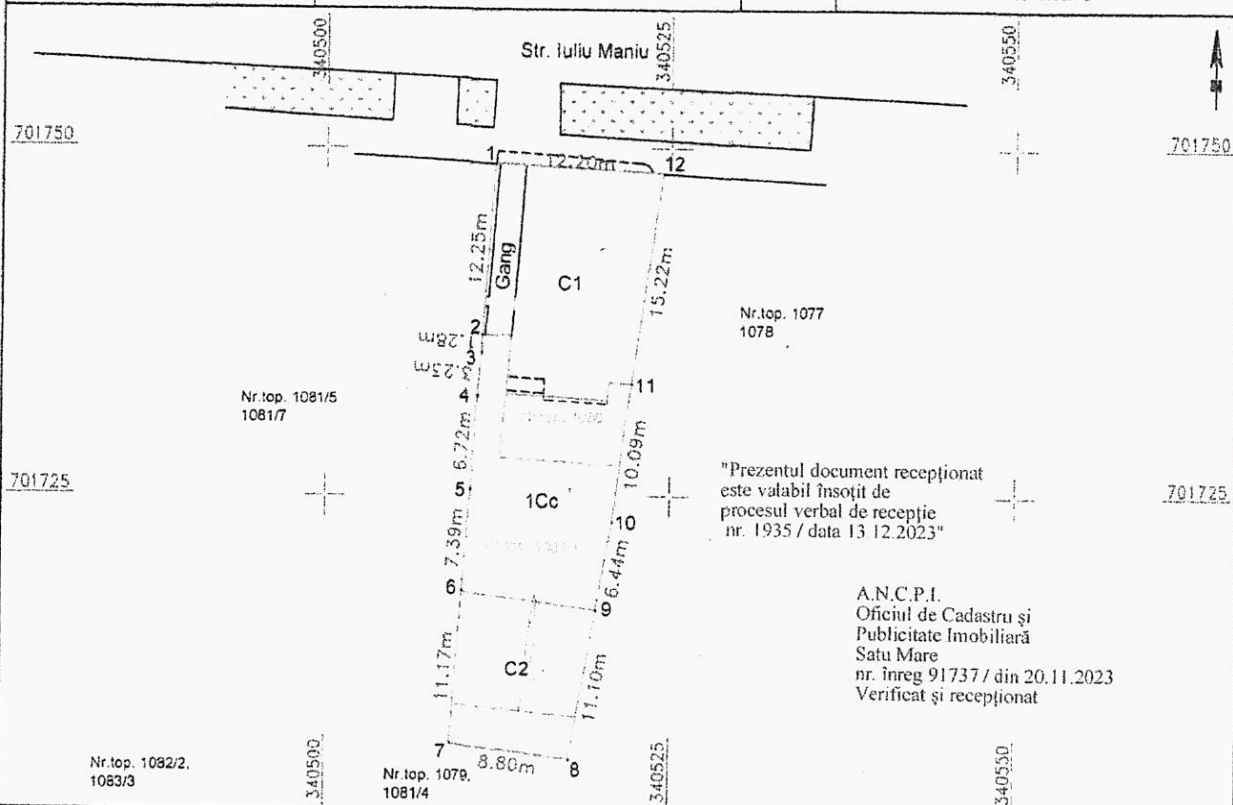 340500
Str. Iuliu Maniu
340525
340550
701750
701750
1
12.20m
12
12.25m
Gang
C1
15.22m
Nr.top. 1077
1078
2
.28m
3
3.23m
4
11
Nr.top. 1081/5
1081/7
6.72m
10.09m
701725
701725
"Prezentul document recepționat
este valabil însoțit de
procesul verbal de recepție
nr. 1935 / data 13.12.2023"
5
1Cc
10
7.39m
6.44m
6
9
A.N.C.P.I.
Oficiul de Cadastru și
Publicitate Imobiliară
Satu Mare
nr. înreg 91737 / din 20.11.2023
Verificat și recepționat
11.17m
C2
11.10m
7
8.80m
8
340500
340525
340550
Nr.top. 1082/2,
1083/3
Nr.top. 1079,
1081/4